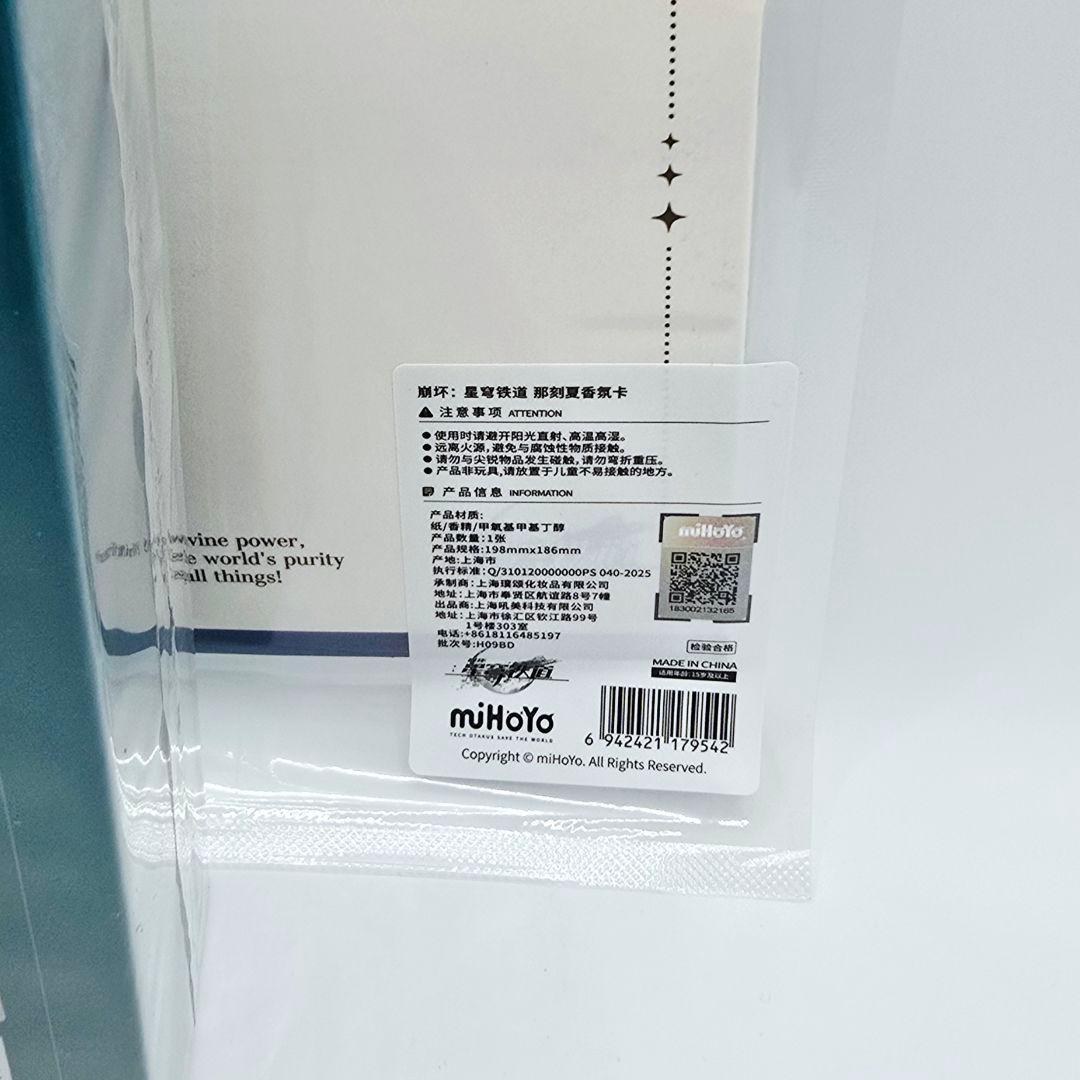 崩坏：星穹铁道 那刻夏香氛卡
注意事项 ATTENTION
● 使用时请避开阳光直射、高温高湿。
● 远离火源，避免与腐蚀性物质接触。
● 请勿与尖锐物品发生碰触，请勿弯折重压。
● 产品非玩具，请放置于儿童不易接触的地方。
产品信息 INFORMATION
产品材质：
纸/香精/甲氧基甲基丁醇
产品数量：1张
产品规格：198mmx186mm
产地：上海市
执行标准：Q/310120000000PS 040-2025
承制商：上海璞颂化妆品有限公司
地址：上海市奉贤区航谊路8号7幢
出品商：上海吼美科技有限公司
地址：上海市徐汇区钦江路99号
1号楼303室
电话：+8618116485197
批次号：H09BD
miHoYo
183002132165
检验合格
MADE IN CHINA
适用年龄：15岁及以上
星穹铁道
miHoYo
TECH OTAKUS SAVE THE WORLD
6 942421 179542
Copyright © miHoYo. All Rights Reserved.
power,
world's purity
all things!